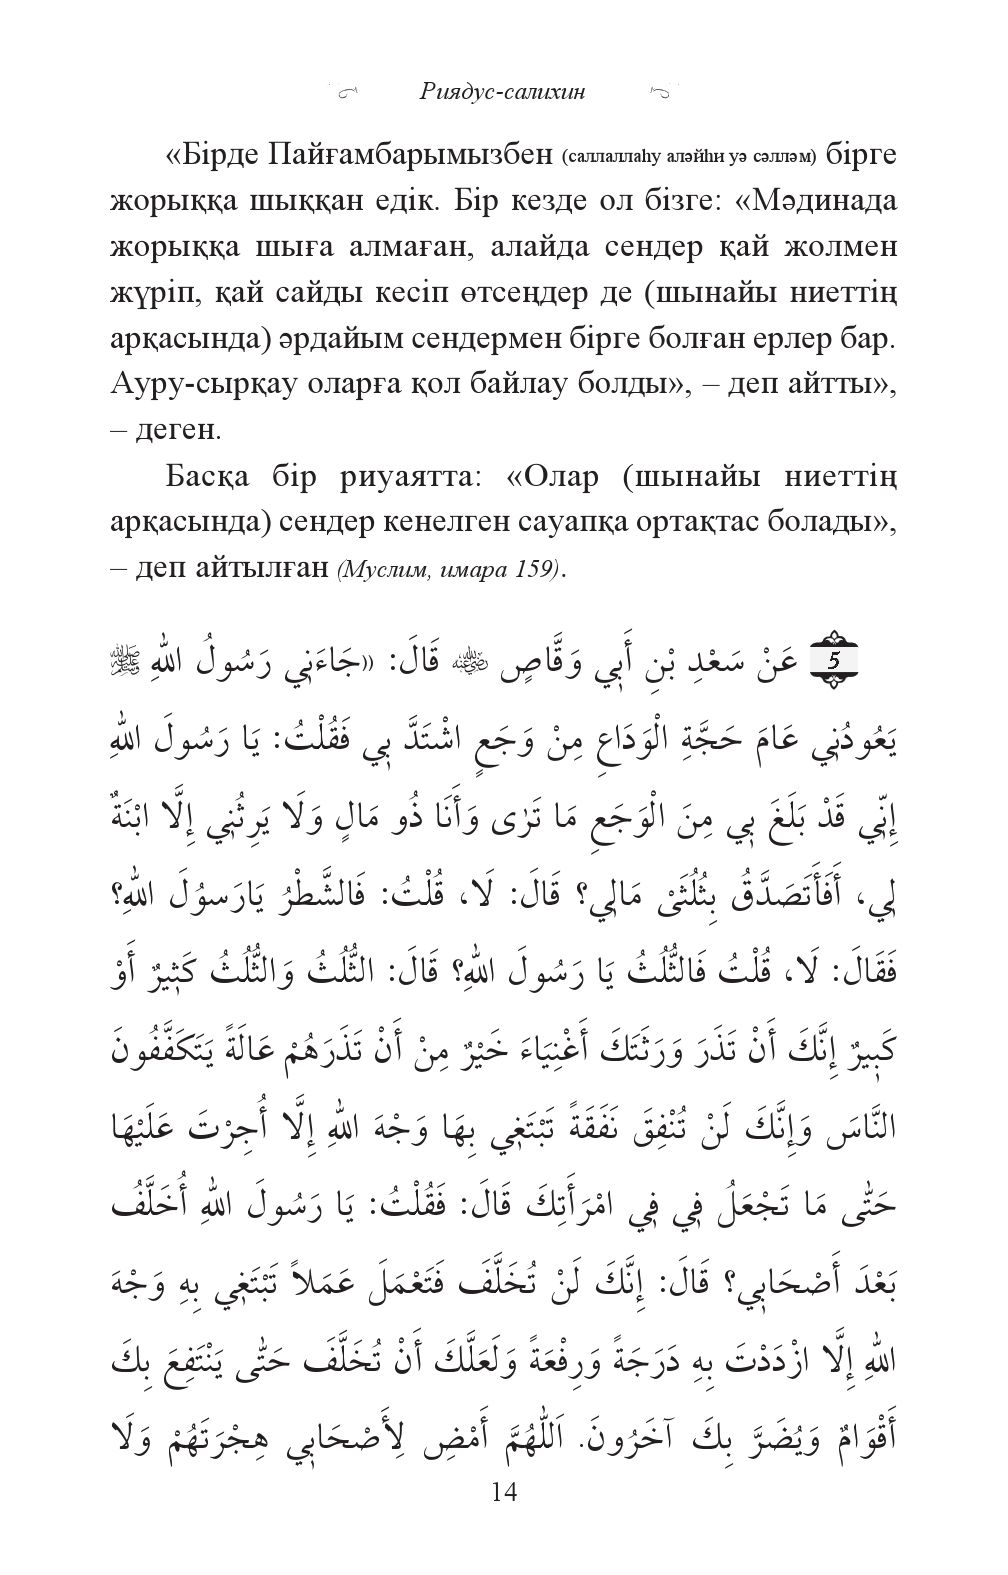 Риядус-салихин
«Бірде Пайғамбарымызбен (саллаллаһу аләйһи уә сәлләм) бірге
жорыққа шыққан едік. Бір кезде ол бізге: «Мәдинада
жорыққа шыға алмаған, алайда сендер қай жолмен
жүріп, қай сайды кесіп өтсеңдер де (шынайы ниеттің
арқасында) әрдайым сендермен бірге болған ерлер бар.
Ауру-сырқау оларға қол байлау болды», – деп айтты»,
– деген.
Басқа бір риуаятта: «Олар (шынайы ниеттің
арқасында) сендер кенелген сауапқа ортақтас болады»,
– деп айтылған (Муслим, имара 159).
5 عَنْ سَعْدِ بْنِ أَبِي وَقَّاصٍ ؓ قَالَ: «جَاءَنِي رَسُولُ اللهِ ﷺ
يَعُودُنِي عَامَ حَجَّةِ الْوَدَاعِ مِنْ وَجَعٍ اشْتَدَّ بِي فَقُلْتُ: يَا رَسُولَ اللهِ
إِنِّي قَدْ بَلَغَ بِي مِنَ الْوَجَعِ مَا تَرٰى وَأَنَا ذُو مَالٍ وَلَا يَرِثُنِي إِلَّا ابْنَةٌ
لِي، أَفَأَتَصَدَّقُ بِثُلُثَىْ مَالِي؟ قَالَ: لَا، قُلْتُ: فَالشَّطْرُ يَارَسوُلَ اللهِ؟
فَقَالَ: لَا، قُلْتُ فَالثُّلُثُ يَا رَسُولَ اللهِ؟ قَالَ: الثُّلُثُ وَالثُّلُثُ كَثِيرٌ أَوْ
كَبِيرٌ إِنَّكَ أَنْ تَذَرَ وَرَثَتَكَ أَغْنِيَاءَ خَيْرٌ مِنْ أَنْ تَذَرَهُمْ عَالَةً يَتَكَفَّفُونَ
النَّاسَ وَإِنَّكَ لَنْ تُنْفِقَ نَفَقَةً تَبْتَغِي بِهَا وَجْهَ اللهِ إِلَّا أُجِرْتَ عَلَيْهَا
حَتّٰى مَا تَجْعَلُ فِي فِي امْرَأَتِكَ قَالَ: فَقُلْتُ: يَا رَسُولَ اللهِ أُخَلَّفُ
بَعْدَ أَصْحَابِي؟ قَالَ: إِنَّكَ لَنْ تُخَلَّفَ فَتَعْمَلَ عَمَلاً تَبْتَغِي بِهِ وَجْهَ
اللهِ إِلَّا ازْدَدْتَ بِهِ دَرَجَةً وَرِفْعَةً وَلَعَلَّكَ أَنْ تُخَلَّفَ حَتّٰى يَنْتَفِعَ بِكَ
أَقْوَامٌ وَيُضَرَّ بِكَ آخَرُونَ. اَللّٰهُمَّ أَمْضِ لِأَصْحَابِي هِجْرَتَهُمْ وَلَا
14